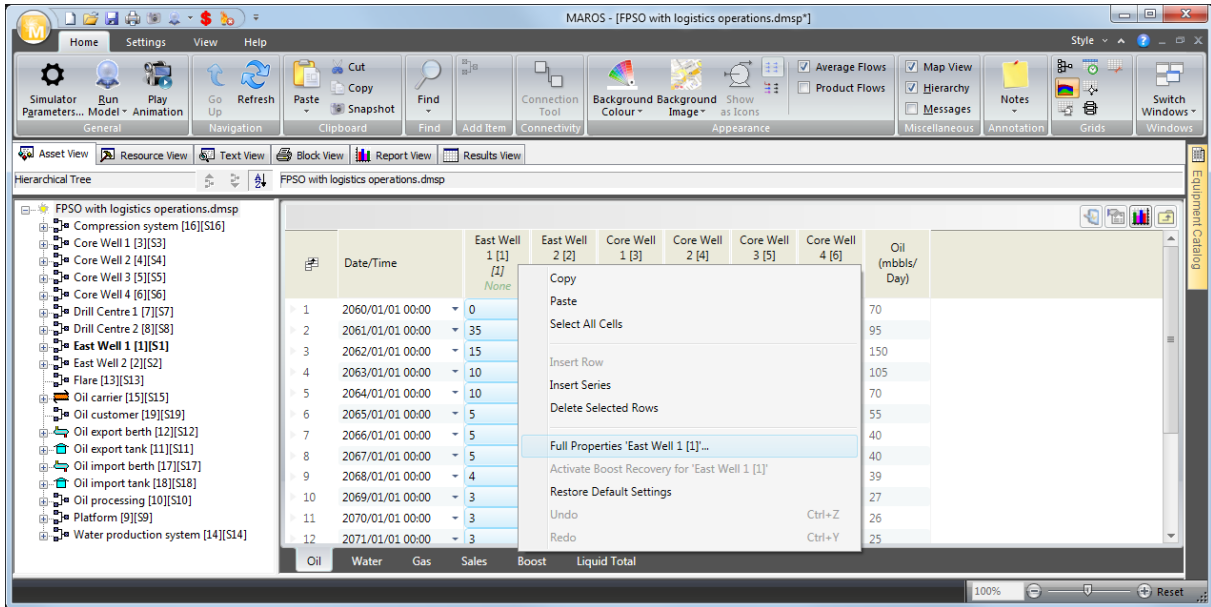 MAROS - [FPSO with logistics operations.dmsp*]
Home Settings View Help Style
Simulator Parameters... Run Model Play Animation Go Up Refresh Paste Cut Copy Snapshot Find Connection Tool Background Colour Background Image Show as Icons Average Flows Product Flows Map View Hierarchy Messages Notes Switch Windows
General Navigation Clipboard Find Add Item Connectivity Appearance Miscellaneous Annotation Grids Windows
Asset View Resource View Text View Block View Report View Results View
Hierarchical Tree FPSO with logistics operations.dmsp
Equipment Catalog
FPSO with logistics operations.dmsp
Compression system [16][S16]
Core Well 1 [3][S3]
Core Well 2 [4][S4]
Core Well 3 [5][S5]
Core Well 4 [6][S6]
Drill Centre 1 [7][S7]
Drill Centre 2 [8][S8]
East Well 1 [1][S1]
East Well 2 [2][S2]
Flare [13][S13]
Oil carrier [15][S15]
Oil customer [19][S19]
Oil export berth [12][S12]
Oil export tank [11][S11]
Oil import berth [17][S17]
Oil import tank [18][S18]
Oil processing [10][S10]
Platform [9][S9]
Water production system [14][S14]
Date/Time
East Well 1 [1]
[1]
None
East Well 2 [2]
Core Well 1 [3]
Core Well 2 [4]
Core Well 3 [5]
Core Well 4 [6]
Oil (mbbls/Day)
1 2060/01/01 00:00 0 70
2 2061/01/01 00:00 35 95
3 2062/01/01 00:00 15 150
4 2063/01/01 00:00 10 105
5 2064/01/01 00:00 10 70
6 2065/01/01 00:00 5 55
7 2066/01/01 00:00 5 40
8 2067/01/01 00:00 5 40
9 2068/01/01 00:00 4 39
10 2069/01/01 00:00 3 27
11 2070/01/01 00:00 3 26
12 2071/01/01 00:00 3 25
Copy
Paste
Select All Cells
Insert Row
Insert Series
Delete Selected Rows
Full Properties 'East Well 1 [1]'...
Activate Boost Recovery for 'East Well 1 [1]'
Restore Default Settings
Undo Ctrl+Z
Redo Ctrl+Y
Oil Water Gas Sales Boost Liquid Total
100% Reset